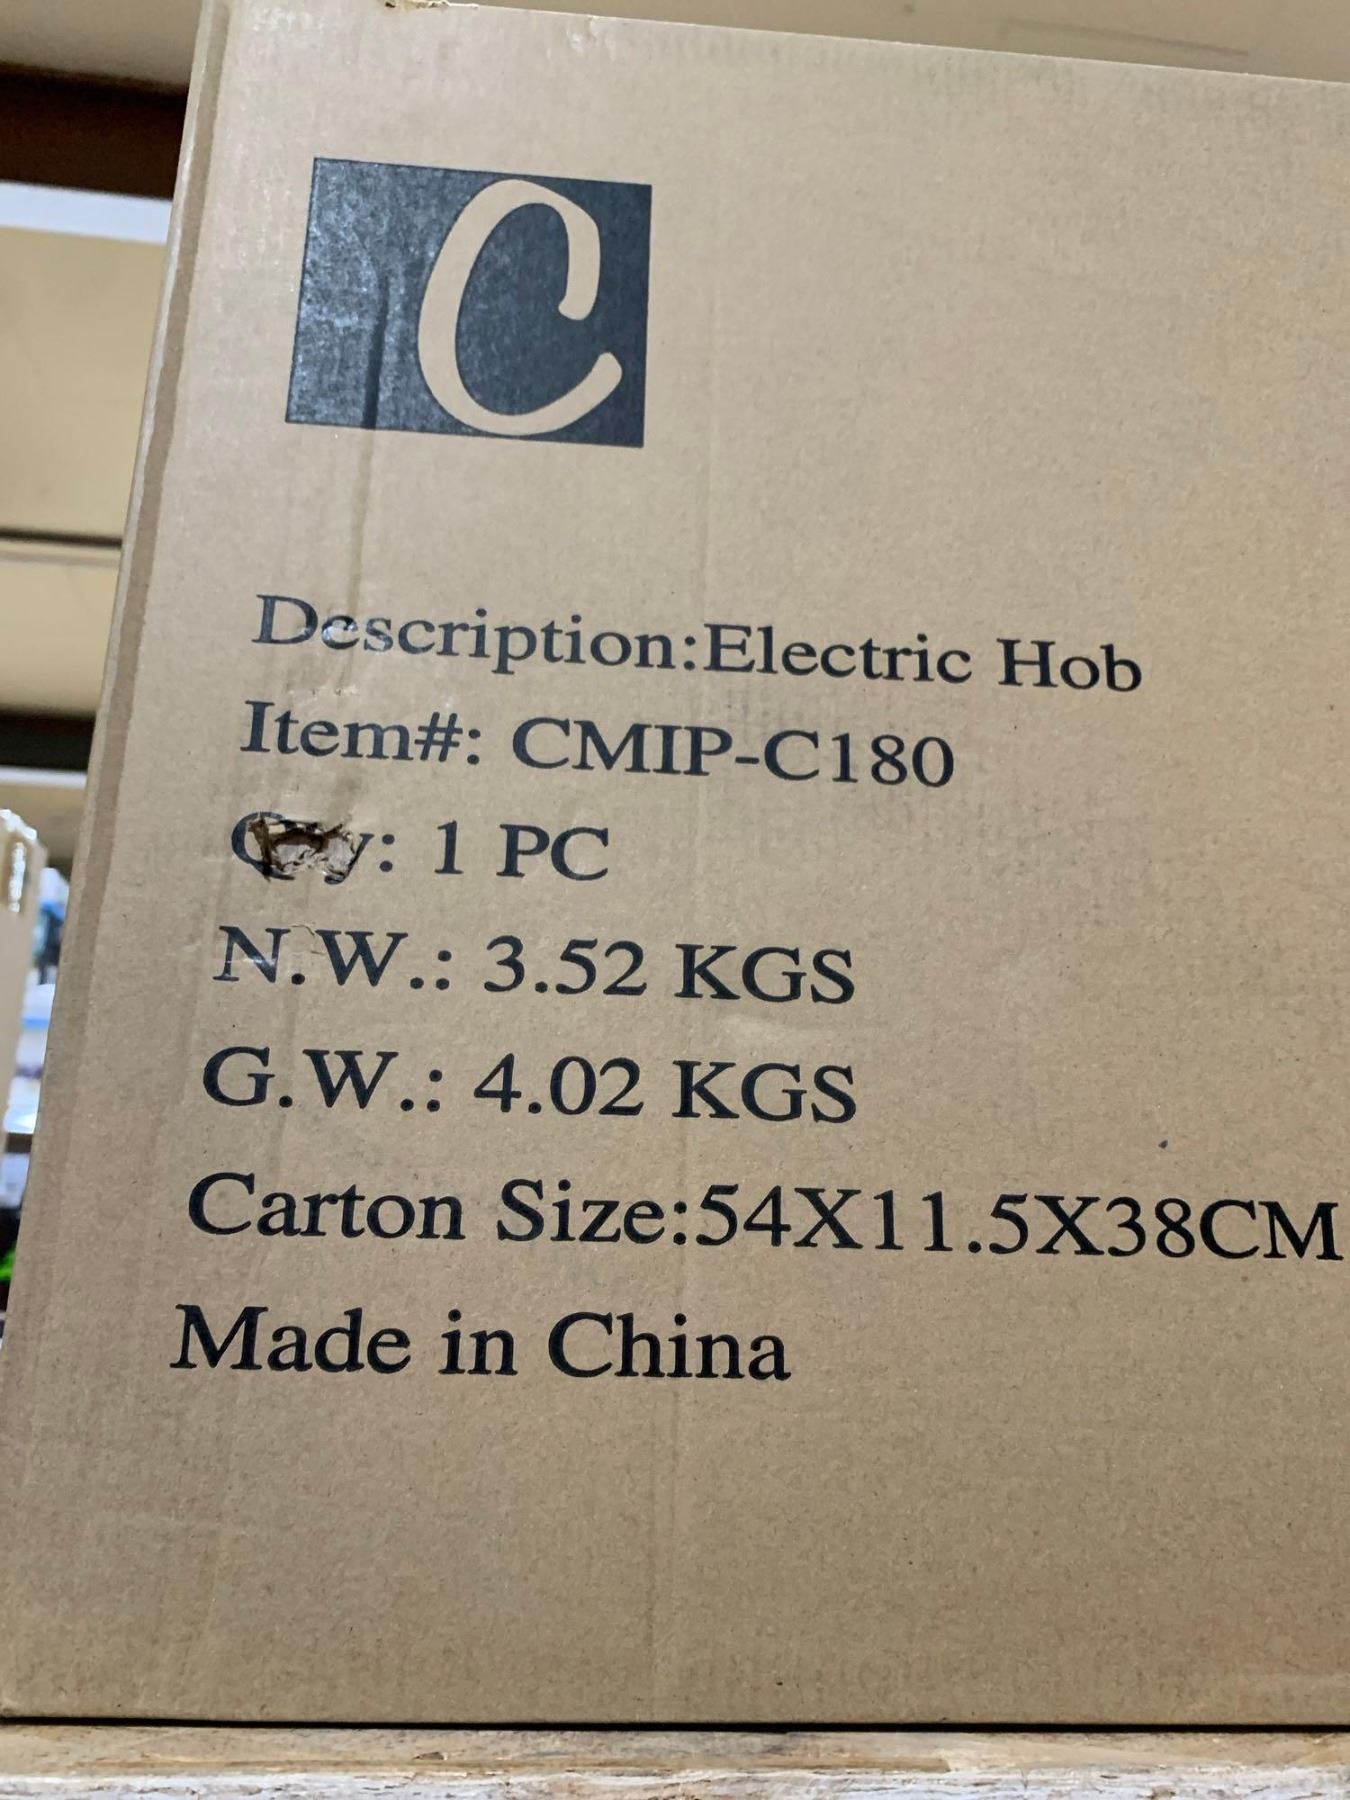 C
Description:Electric Hob
Item#: CMIP-C180
: 1 PC
N.W.: 3.52 KGS
G.W.: 4.02 KGS
Carton Size:54X11.5X38CM
Made in China